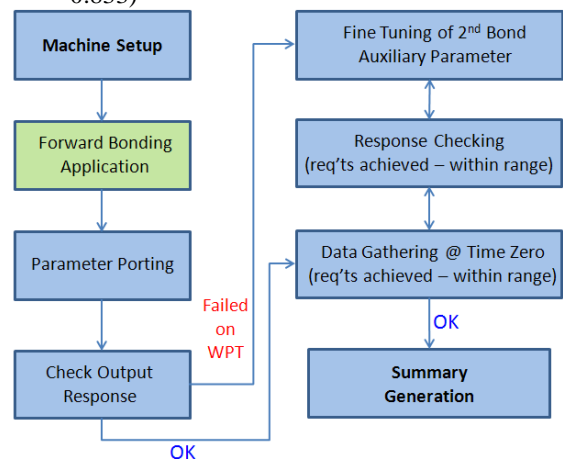 0.855)
Machine Setup
Forward Bonding
Application
Parameter Porting
Check Output
Response
Failed
on
WPT
OK
Fine Tuning of 2nd Bond
Auxiliary Parameter
Response Checking
(req'ts achieved – within range)
Data Gathering @ Time Zero
(req'ts achieved – within range)
OK
Summary
Generation